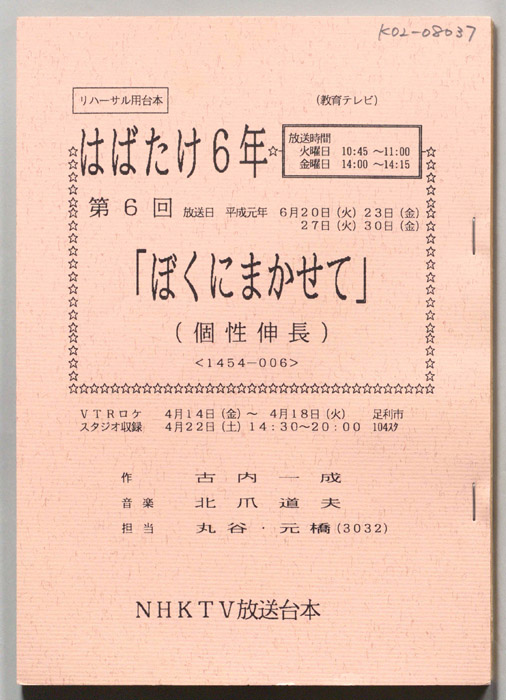 K02-08037
リハーサル用台本
(教育テレビ)
はばたけ6年
放送時間
火曜日 10:45 〜11:00
金曜日 14:00 〜14:15
第6回 放送日 平成元年 6月20日(火) 23日(金)
27日(火) 30日(金)
「ぼくにまかせて」
(個性伸長)
<1454-006>
VTRロケ 4月14日(金)〜 4月18日(火) 足利市
スタジオ収録 4月22日(土) 14:30〜20:00 104スタ
作 古内一成
音楽 北爪道夫
担当 丸谷・元橋(3032)
NHKTV放送台本